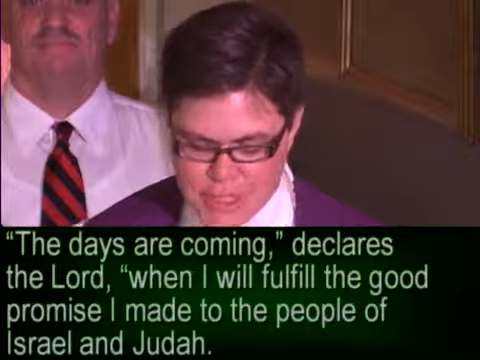 “The days are coming,” declares
the Lord, “when I will fulfill the good
promise I made to the people of
Israel and Judah.